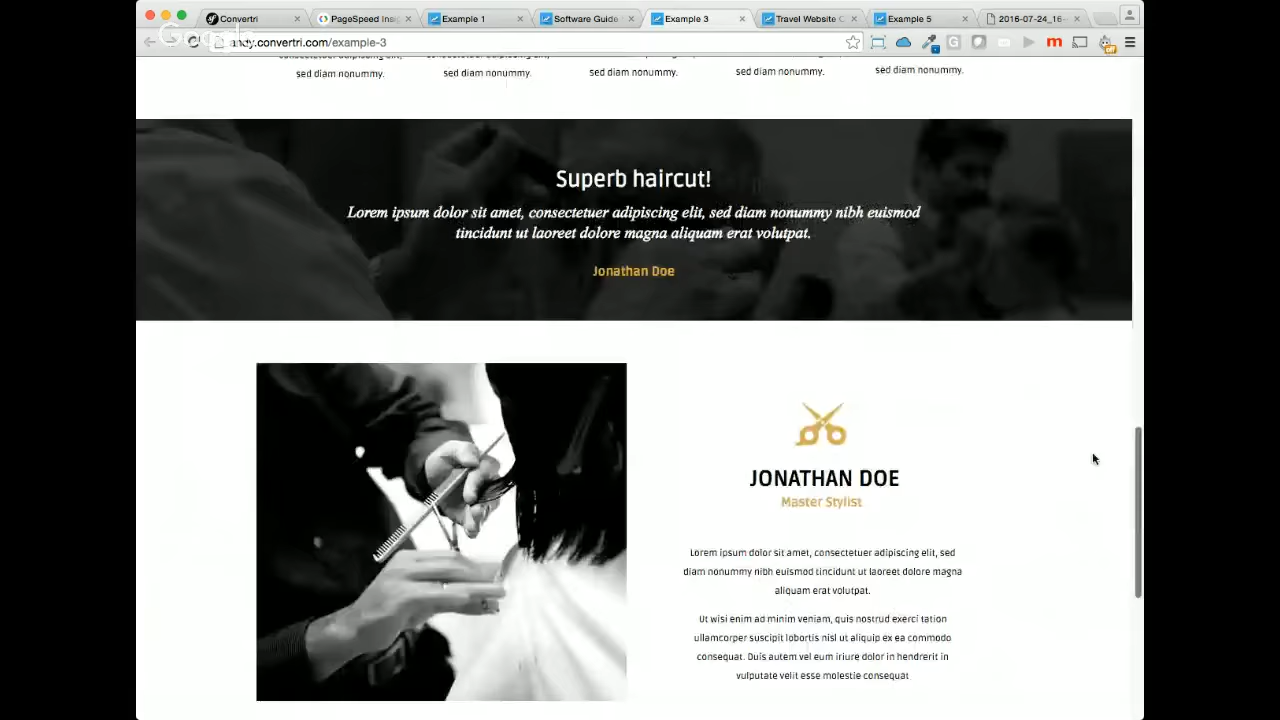 Convertri
PageSpeed Insi
Example 1
Software Guide
Example 3
Travel Website C
Example 5
2016-07-24_16-
Google
andy.convertri.com/example-3
sed diam nonummy.
sed diam nonummy.
sed diam nonummy.
sed diam nonummy.
sed diam nonummy.
Superb haircut!
Lorem ipsum dolor sit amet, consectetuer adipiscing elit, sed diam nonummy nibh euismod
tincidunt ut laoreet dolore magna aliquam erat volutpat.
Jonathan Doe
JONATHAN DOE
Master Stylist
Lorem ipsum dolor sit amet, consectetuer adipiscing elit, sed
diam nonummy nibh euismod tincidunt ut laoreet dolore magna
aliquam erat volutpat.
Ut wisi enim ad minim veniam, quis nostrud exerci tation
ullamcorper suscipit lobortis nisl ut aliquip ex ea commodo
consequat. Duis autem vel eum iriure dolor in hendrerit in
vulputate velit esse molestie consequat